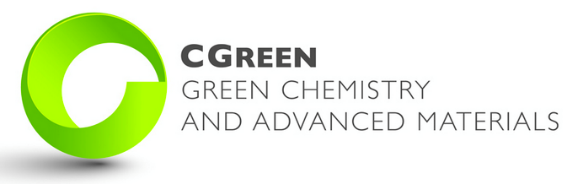 CGREEN
GREEN CHEMISTRY
AND ADVANCED MATERIALS